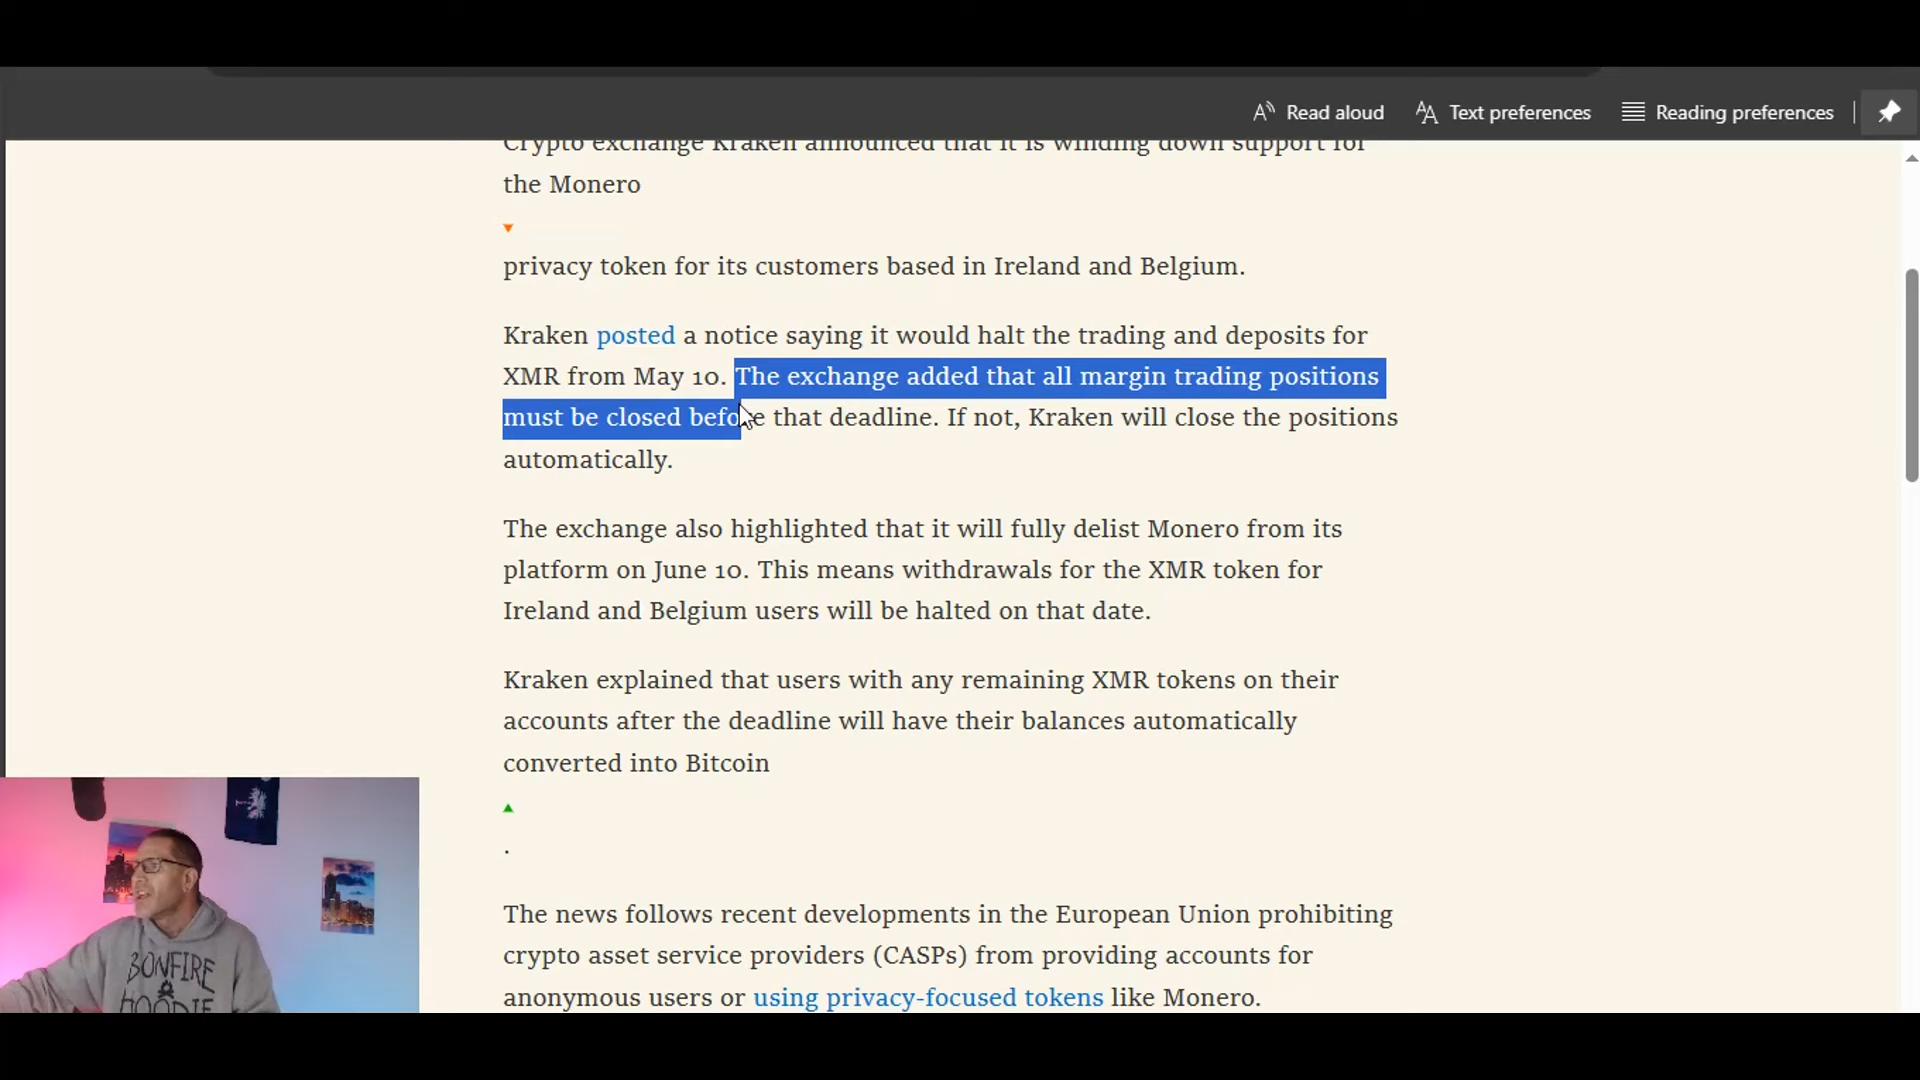 Read aloud
Text preferences
Reading preferences
Crypto exchange Kraken announced that it is winding down support for
the Monero
privacy token for its customers based in Ireland and Belgium.
Kraken posted a notice saying it would halt the trading and deposits for
XMR from May 10. The exchange added that all margin trading positions
must be closed before that deadline. If not, Kraken will close the positions
automatically.
The exchange also highlighted that it will fully delist Monero from its
platform on June 10. This means withdrawals for the XMR token for
Ireland and Belgium users will be halted on that date.
Kraken explained that users with any remaining XMR tokens on their
accounts after the deadline will have their balances automatically
converted into Bitcoin
.
The news follows recent developments in the European Union prohibiting
crypto asset service providers (CASPs) from providing accounts for
anonymous users or using privacy-focused tokens like Monero.
BONFIRE
HOODIE